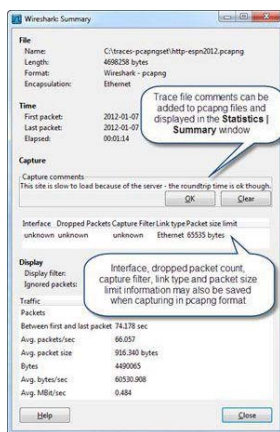 Wireshark: Summary
File
Name: C:\traces-pcapngset\http-espn2012.pcapng
Length: 4698258 bytes
Format: Wireshark - pcapng
Encapsulation: Ethernet
Time
First packet: 2012-01-07
Last packet: 2012-01-07
Elapsed: 00:01:14
Trace file comments can be
added to pcapng files and
displayed in the Statistics |
Summary window
Capture
Capture comments
This site is slow to load because of the server - the roundtrip time is ok though.
OK Clear
Interface Dropped Packets Capture Filter Link type Packet size limit
unknown unknown Ethernet 65535 bytes
Display
Display filter:
Ignored packets:
Interface, dropped packet count,
capture filter, link type and packet size
limit information may also be saved
when capturing in pcapng format
Traffic
Packets
Between first and last packet 74.178 sec
Avg. packets/sec 66.057
Avg. packet size 916.340 bytes
Bytes 4490065
Avg. bytes/sec 60530.908
Avg. MBit/sec 0.484
Help Close